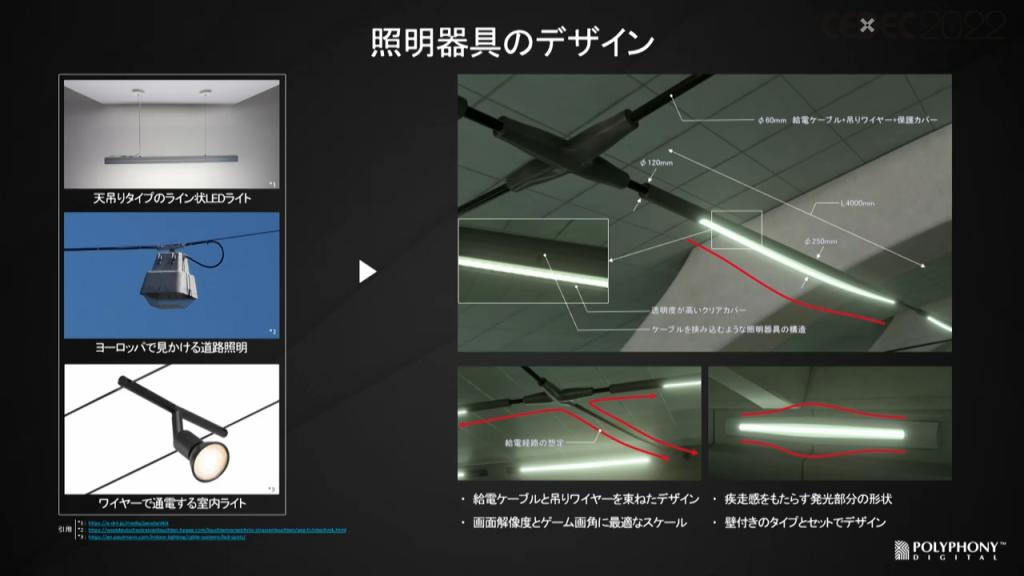 CEDEC2022
照明器具のデザイン
*1
天吊りタイプのライン状LEDライト
*2
ヨーロッパで見かける道路照明
*3
ワイヤーで通電する室内ライト
引用
*1:
*2:
*3:
φ60mm 給電ケーブル+吊りワイヤー+保護カバー
φ120mm
L4000mm
φ250mm
透明度が高いクリアカバー
ケーブルを挟み込むような照明器具の構造
給電経路の想定
・ 給電ケーブルと吊りワイヤーを束ねたデザイン
・ 画面解像度とゲーム画角に最適なスケール
・ 疾走感をもたらす発光部分の形状
・ 壁付きのタイプとセットでデザイン
POLYPHONY™
DIGITAL